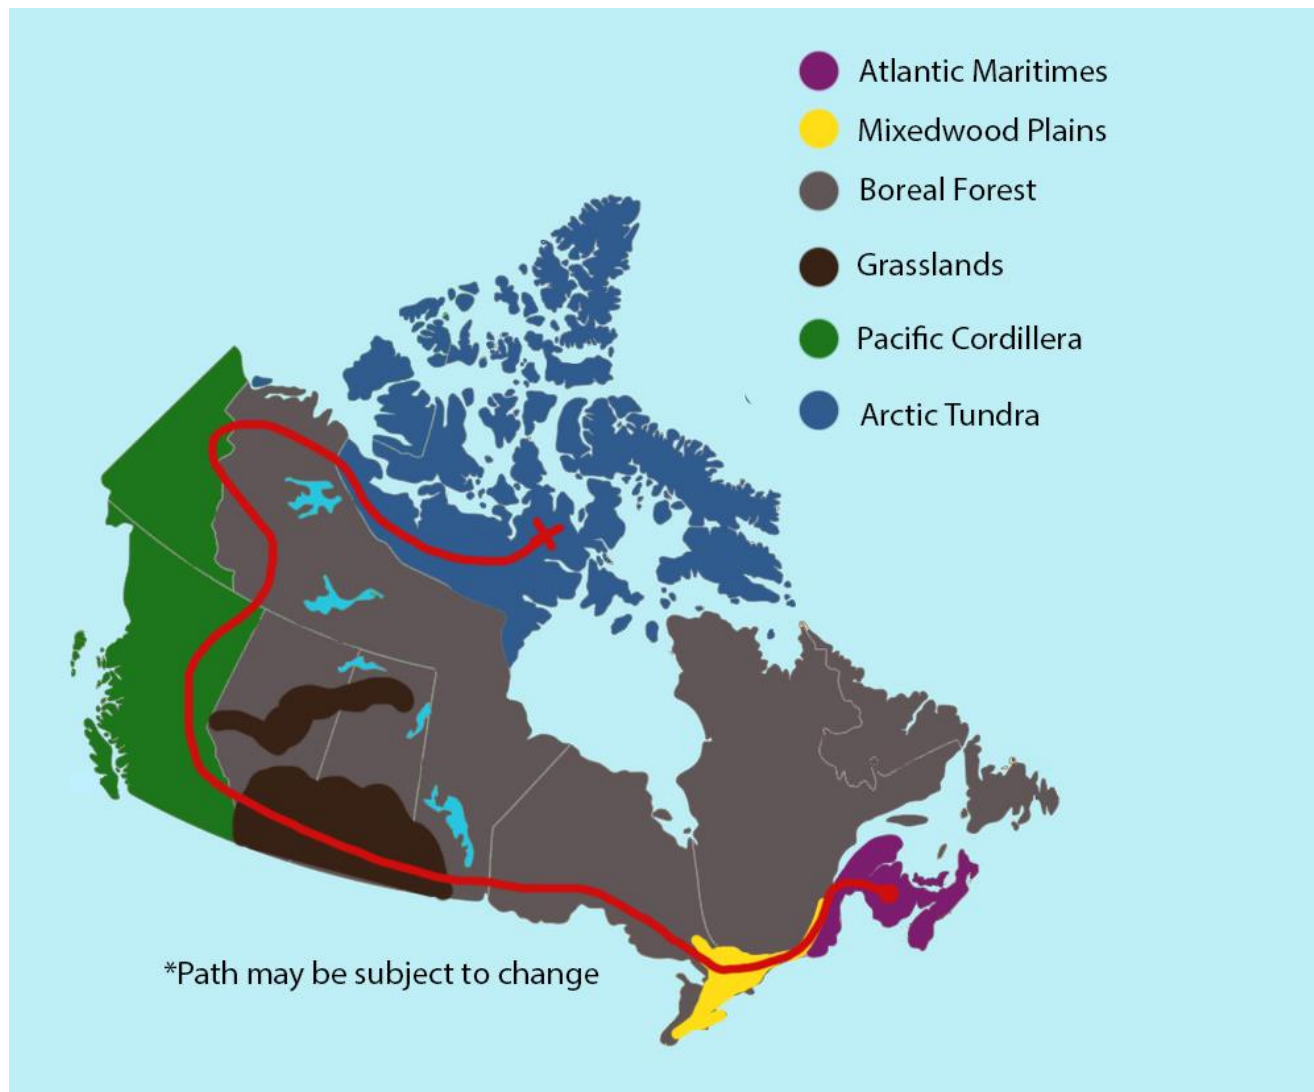 Atlantic Maritimes
Mixedwood Plains
Boreal Forest
Grasslands
Pacific Cordillera
Arctic Tundra
*Path may be subject to change